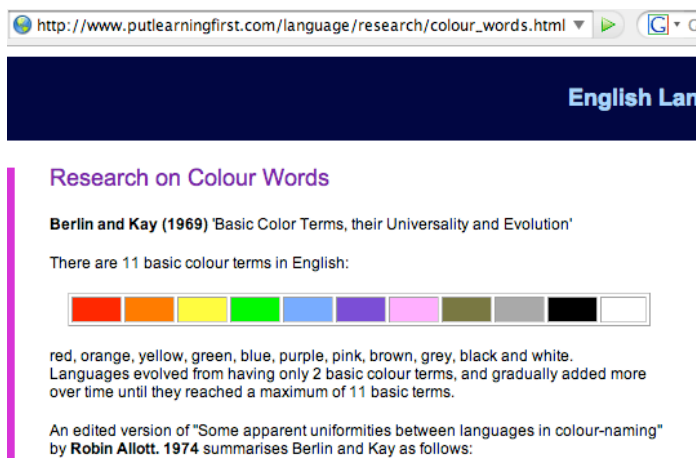 http://www.putlearningfirst.com/language/research/colour_words.html
English Lan
Research on Colour Words
Berlin and Kay (1969) 'Basic Color Terms, their Universality and Evolution'
There are 11 basic colour terms in English:
red, orange, yellow, green, blue, purple, pink, brown, grey, black and white.
Languages evolved from having only 2 basic colour terms, and gradually added more
over time until they reached a maximum of 11 basic terms.
An edited version of "Some apparent uniformities between languages in colour-naming"
by Robin Allott. 1974 summarises Berlin and Kay as follows: